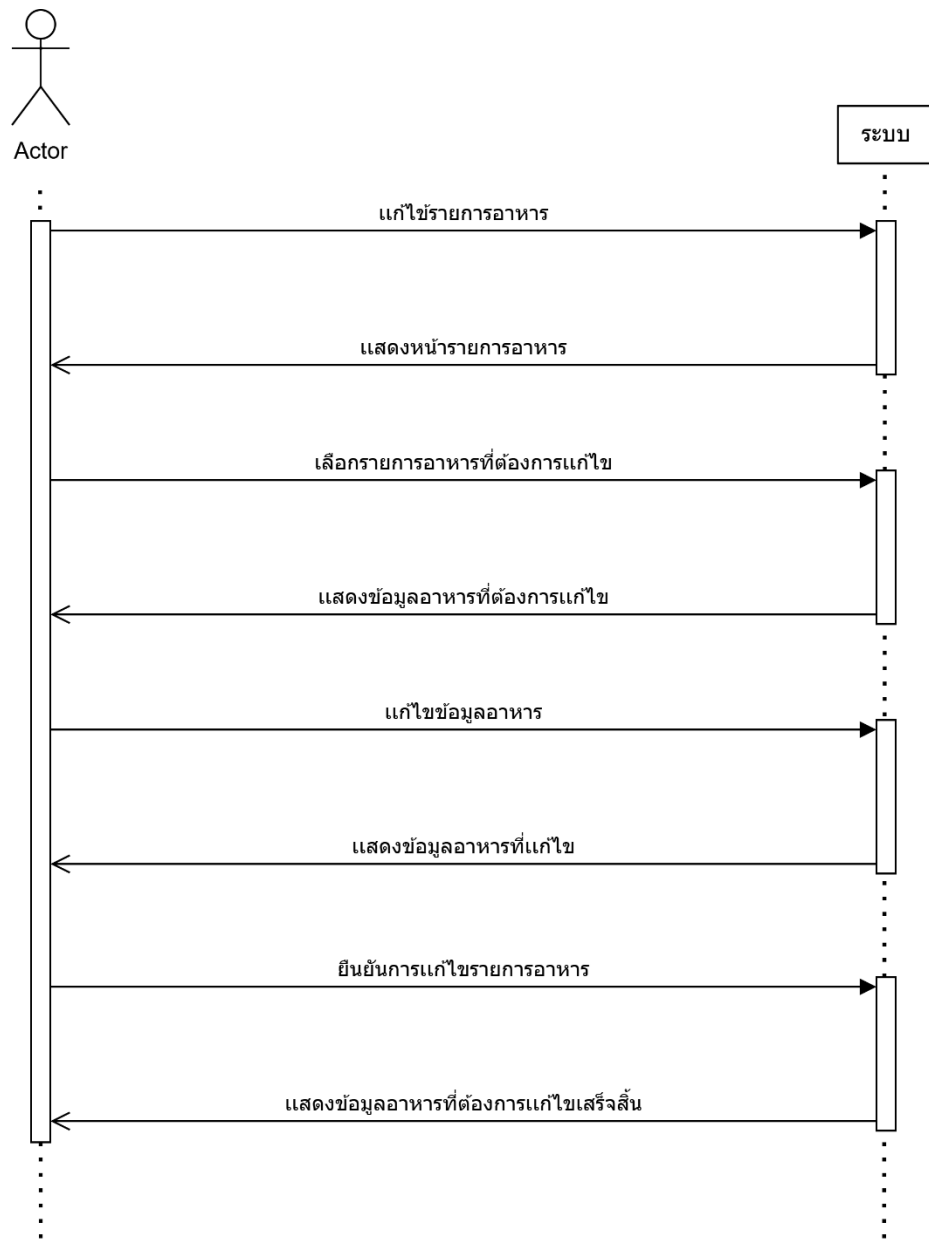 Actor
ระบบ
แก้ไข้รายการอาหาร
แสดงหน้ารายการอาหาร
เลือกรายการอาหารที่ต้องการแก้ไข
แสดงข้อมูลอาหารที่ต้องการแก้ไข
แก้ไขข้อมูลอาหาร
แสดงข้อมูลอาหารที่แก้ไข
ยืนยันการแก้ไขรายการอาหาร
แสดงข้อมูลอาหารที่ต้องการแก้ไขเสร็จสิ้น